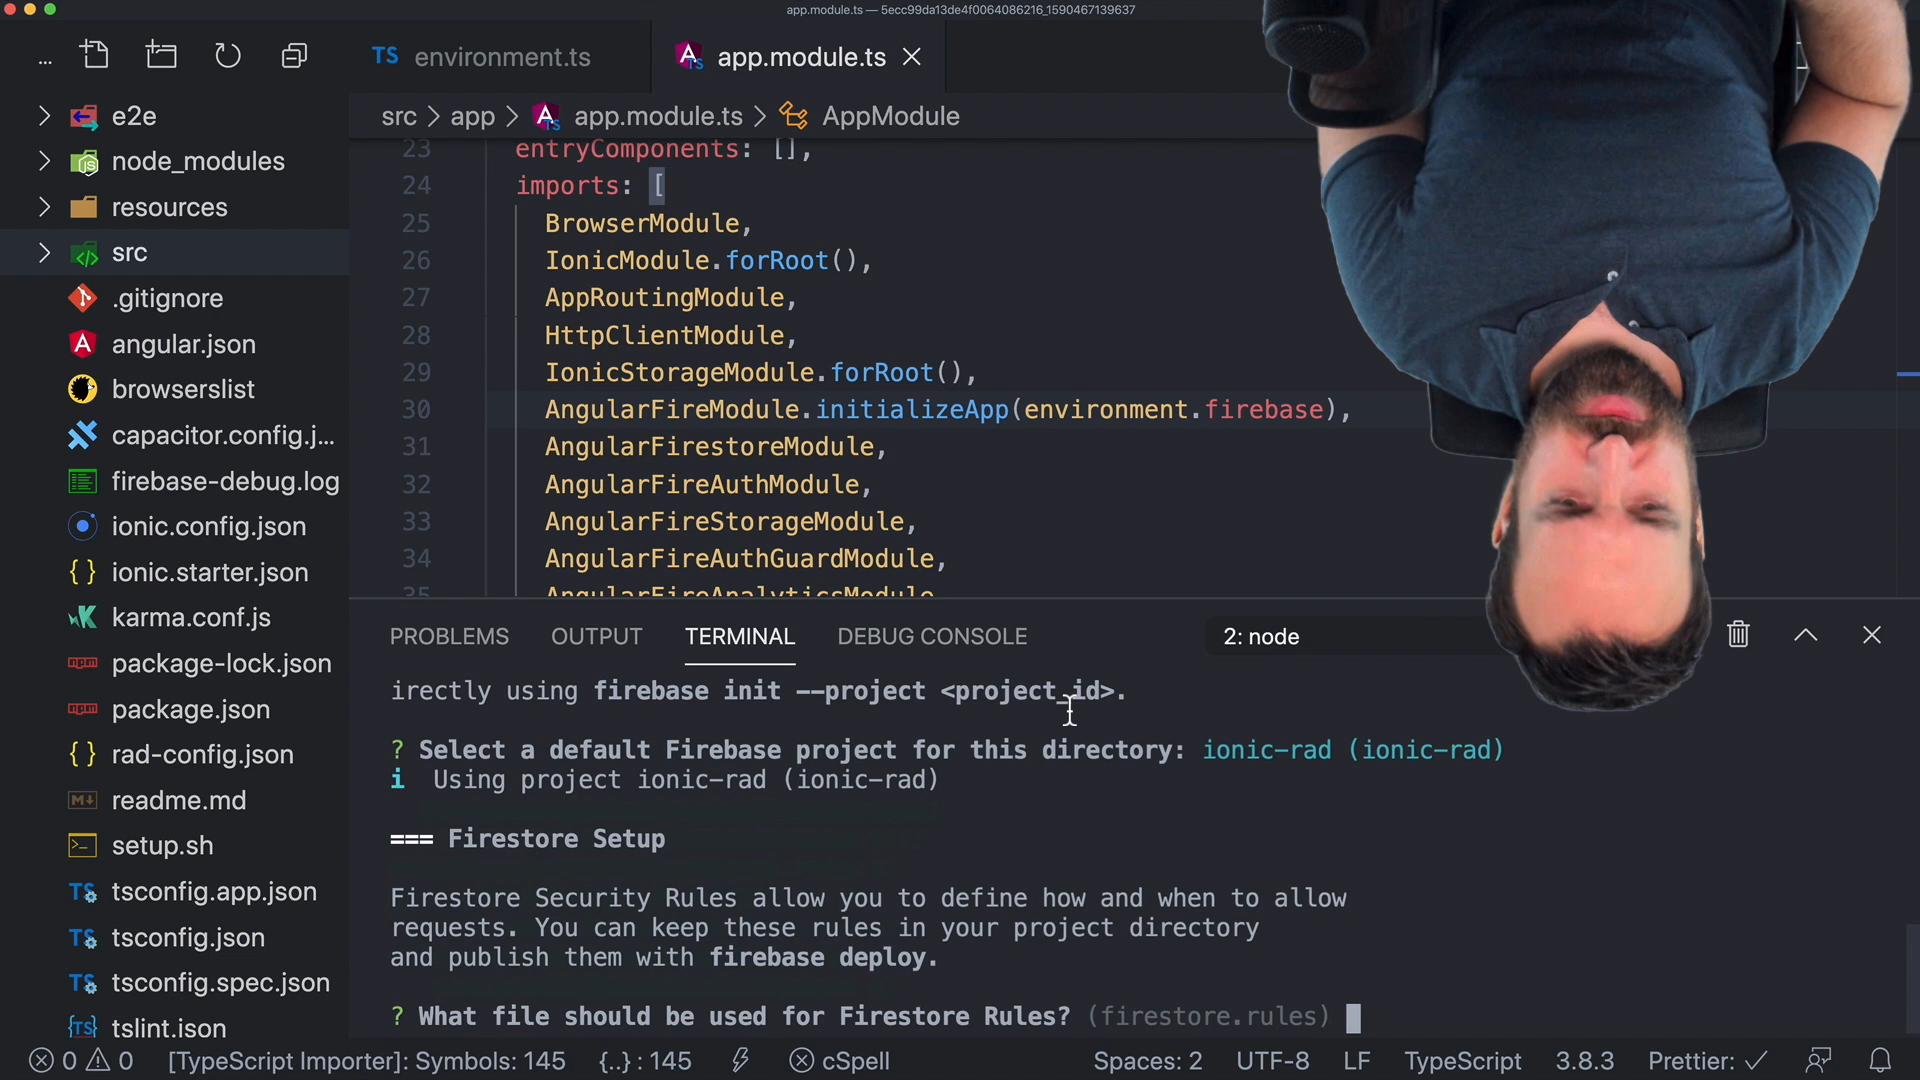 app.module.ts — 5ecc99da13de4f0064086216_1590467139637
...
TS environment.ts
app.module.ts
e2e
node_modules
resources
src
.gitignore
angular.json
browserslist
capacitor.config.j...
firebase-debug.log
ionic.config.json
ionic.starter.json
karma.conf.js
package-lock.json
package.json
rad-config.json
readme.md
setup.sh
tsconfig.app.json
tsconfig.json
tsconfig.spec.json
tslint.json
src > app > app.module.ts > AppModule
23 entryComponents: [],
24 imports: [
25 BrowserModule,
26 IonicModule.forRoot(),
27 AppRoutingModule,
28 HttpClientModule,
29 IonicStorageModule.forRoot(),
30 AngularFireModule.initializeApp(environment.firebase),
31 AngularFirestoreModule,
32 AngularFireAuthModule,
33 AngularFireStorageModule,
34 AngularFireAuthGuardModule,
35 AngularFireAnalyticsModule
PROBLEMS OUTPUT TERMINAL DEBUG CONSOLE 2: node
irectly using firebase init --project <project_id>.
? Select a default Firebase project for this directory: ionic-rad (ionic-rad)
i Using project ionic-rad (ionic-rad)
=== Firestore Setup
Firestore Security Rules allow you to define how and when to allow
requests. You can keep these rules in your project directory
and publish them with firebase deploy.
? What file should be used for Firestore Rules? (firestore.rules)
0 0 [TypeScript Importer]: Symbols: 145 {..} : 145 cSpell Spaces: 2 UTF-8 LF TypeScript 3.8.3 Prettier: ✓